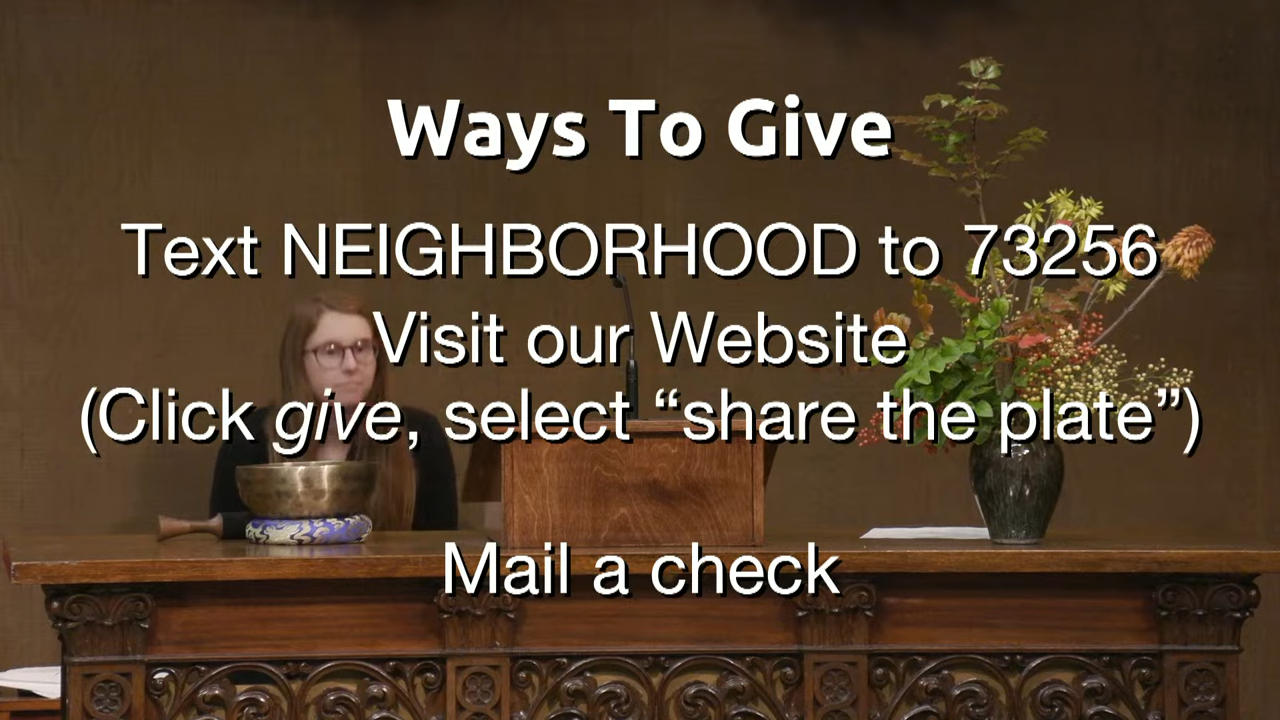 Ways To Give
Text NEIGHBORHOOD to 73256
Visit our Website
(Click give, select “share the plate”)
Mail a check